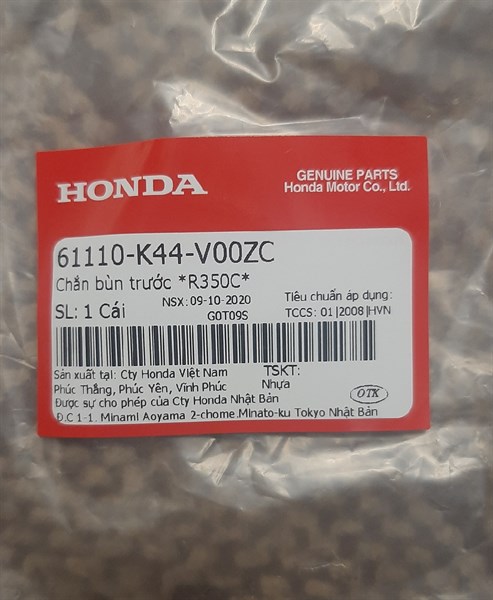 HONDA
GENUINE PARTS
Honda Motor Co., Ltd.
61110-K44-V00ZC
Chắn bùn trước *R350C*
SL: 1 Cái
NSX: 09-10-2020
G0T09S
Tiêu chuẩn áp dụng:
TCCS: 01|2008|HVN
Sản xuất tại: Cty Honda Việt Nam
Phúc Thắng, Phúc Yên, Vĩnh Phúc
Được sự cho phép của Cty Honda Nhật Bản
Đ.C 1-1. Minami Aoyama 2-chome.Minato-ku Tokyo Nhật Bản
TSKT:
Nhựa
OTK